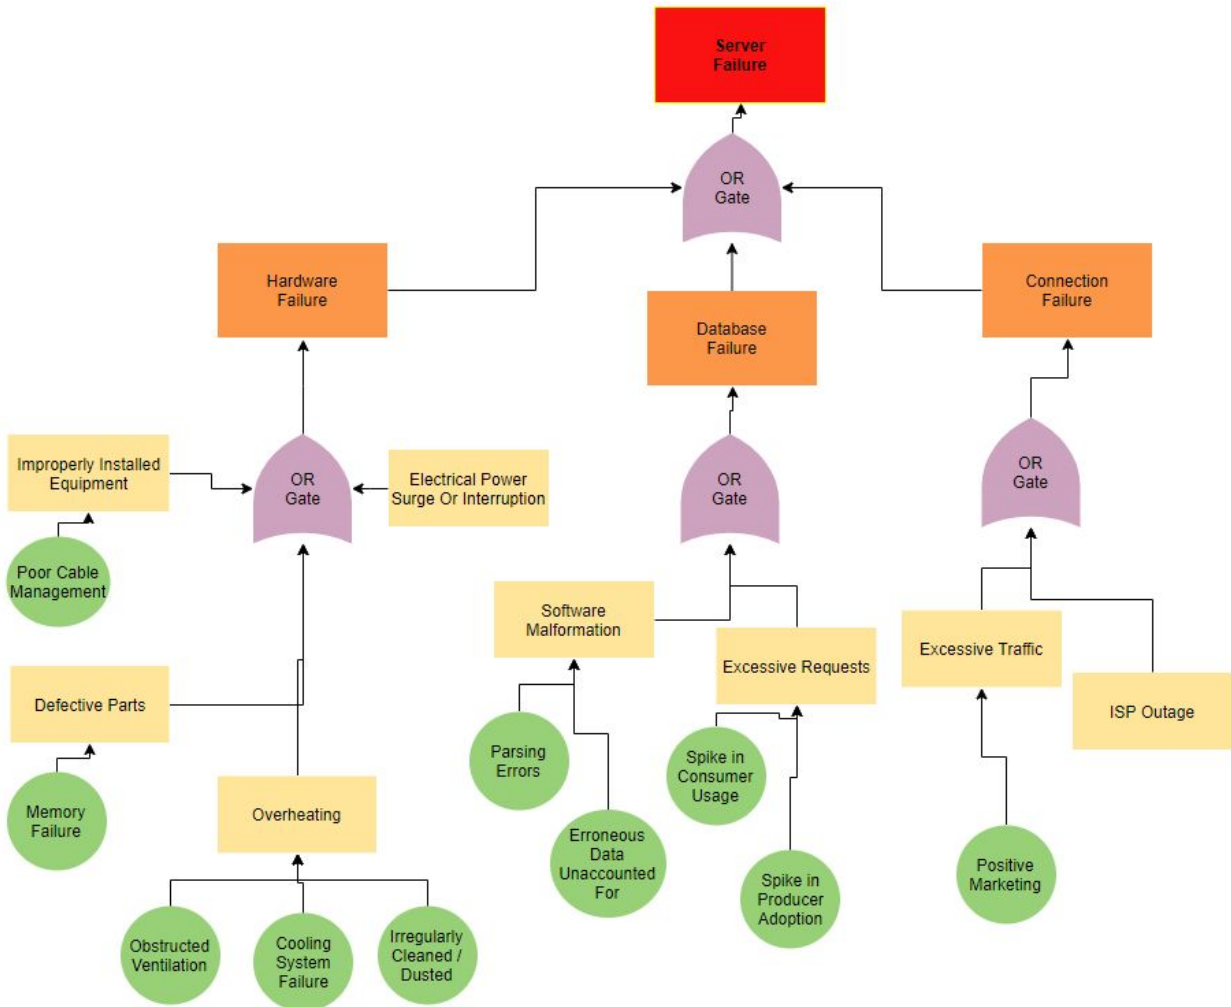 Server
Failure
OR
Gate
Hardware
Failure
Connection
Failure
Database
Failure
Improperly Installed
Equipment
OR
Gate
Electrical Power
Surge Or Interruption
OR
Gate
OR
Gate
Poor Cable
Management
Software
Malformation
Excessive Requests
Excessive Traffic
ISP Outage
Defective Parts
Parsing
Errors
Spike in
Consumer
Usage
Memory
Failure
Overheating
Erroneous
Data
Unaccounted
For
Spike in
Producer
Adoption
Positive
Marketing
Obstructed
Ventilation
Cooling
System
Failure
Irregularly
Cleaned /
Dusted